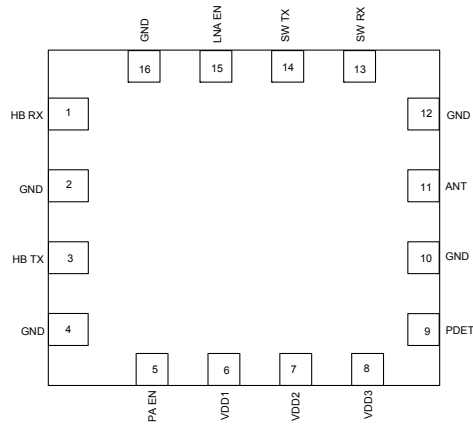 GND
LNA EN
SW TX
SW RX
16
15
14
13
HB RX
1
12
GND
GND
2
11
ANT
HB TX
3
10
GND
GND
4
9
PDET
5
6
7
8
PA EN
VDD1
VDD2
VDD3